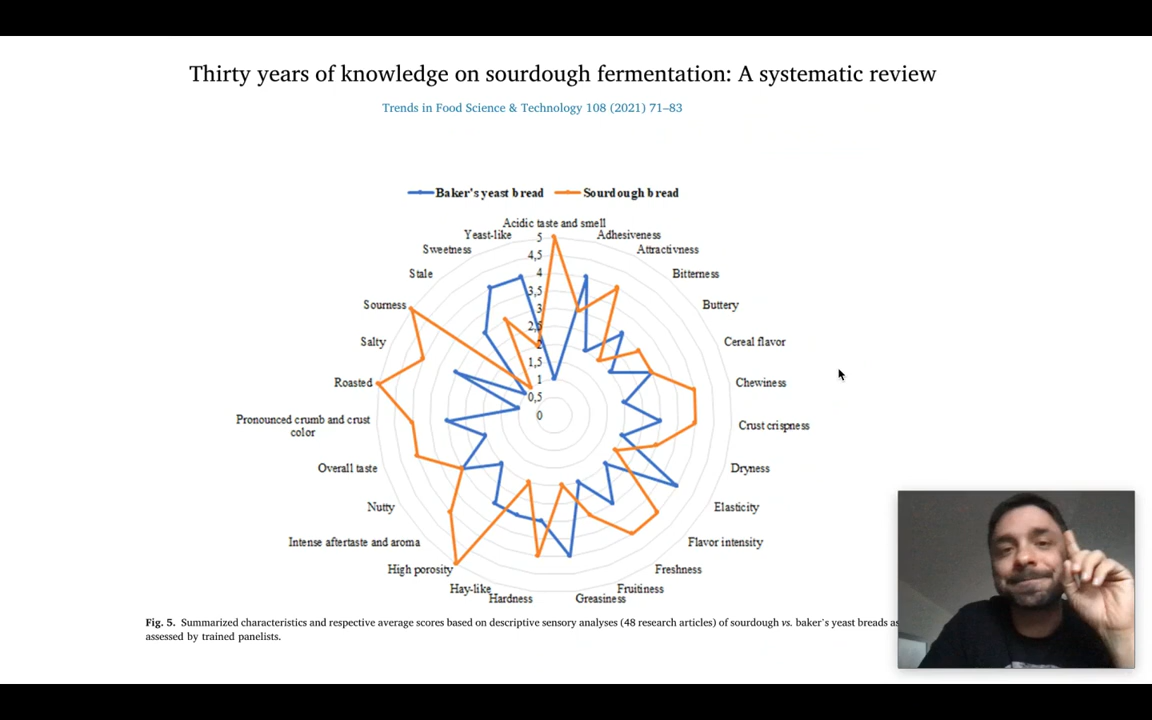 Thirty years of knowledge on sourdough fermentation: A systematic review
Trends in Food Science & Technology 108 (2021) 71–83
Baker's yeast bread
Sourdough bread
Acidic taste and smell
Adhesiveness
Attractivness
Bitterness
Buttery
Cereal flavor
Chewiness
Crust crispness
Dryness
Elasticity
Flavor intensity
Freshness
Fruitiness
Greasiness
Hardness
Hay-like
High porosity
Intense aftertaste and aroma
Nutty
Overall taste
Pronounced crumb and crust
color
Roasted
Salty
Sourness
Stale
Sweetness
Yeast-like
5
4,5
4
3,5
3
2,5
2
1,5
1
0,5
0
Fig. 5. Summarized characteristics and respective average scores based on descriptive sensory analyses (48 research articles) of sourdough vs. baker's yeast breads as
assessed by trained panelists.